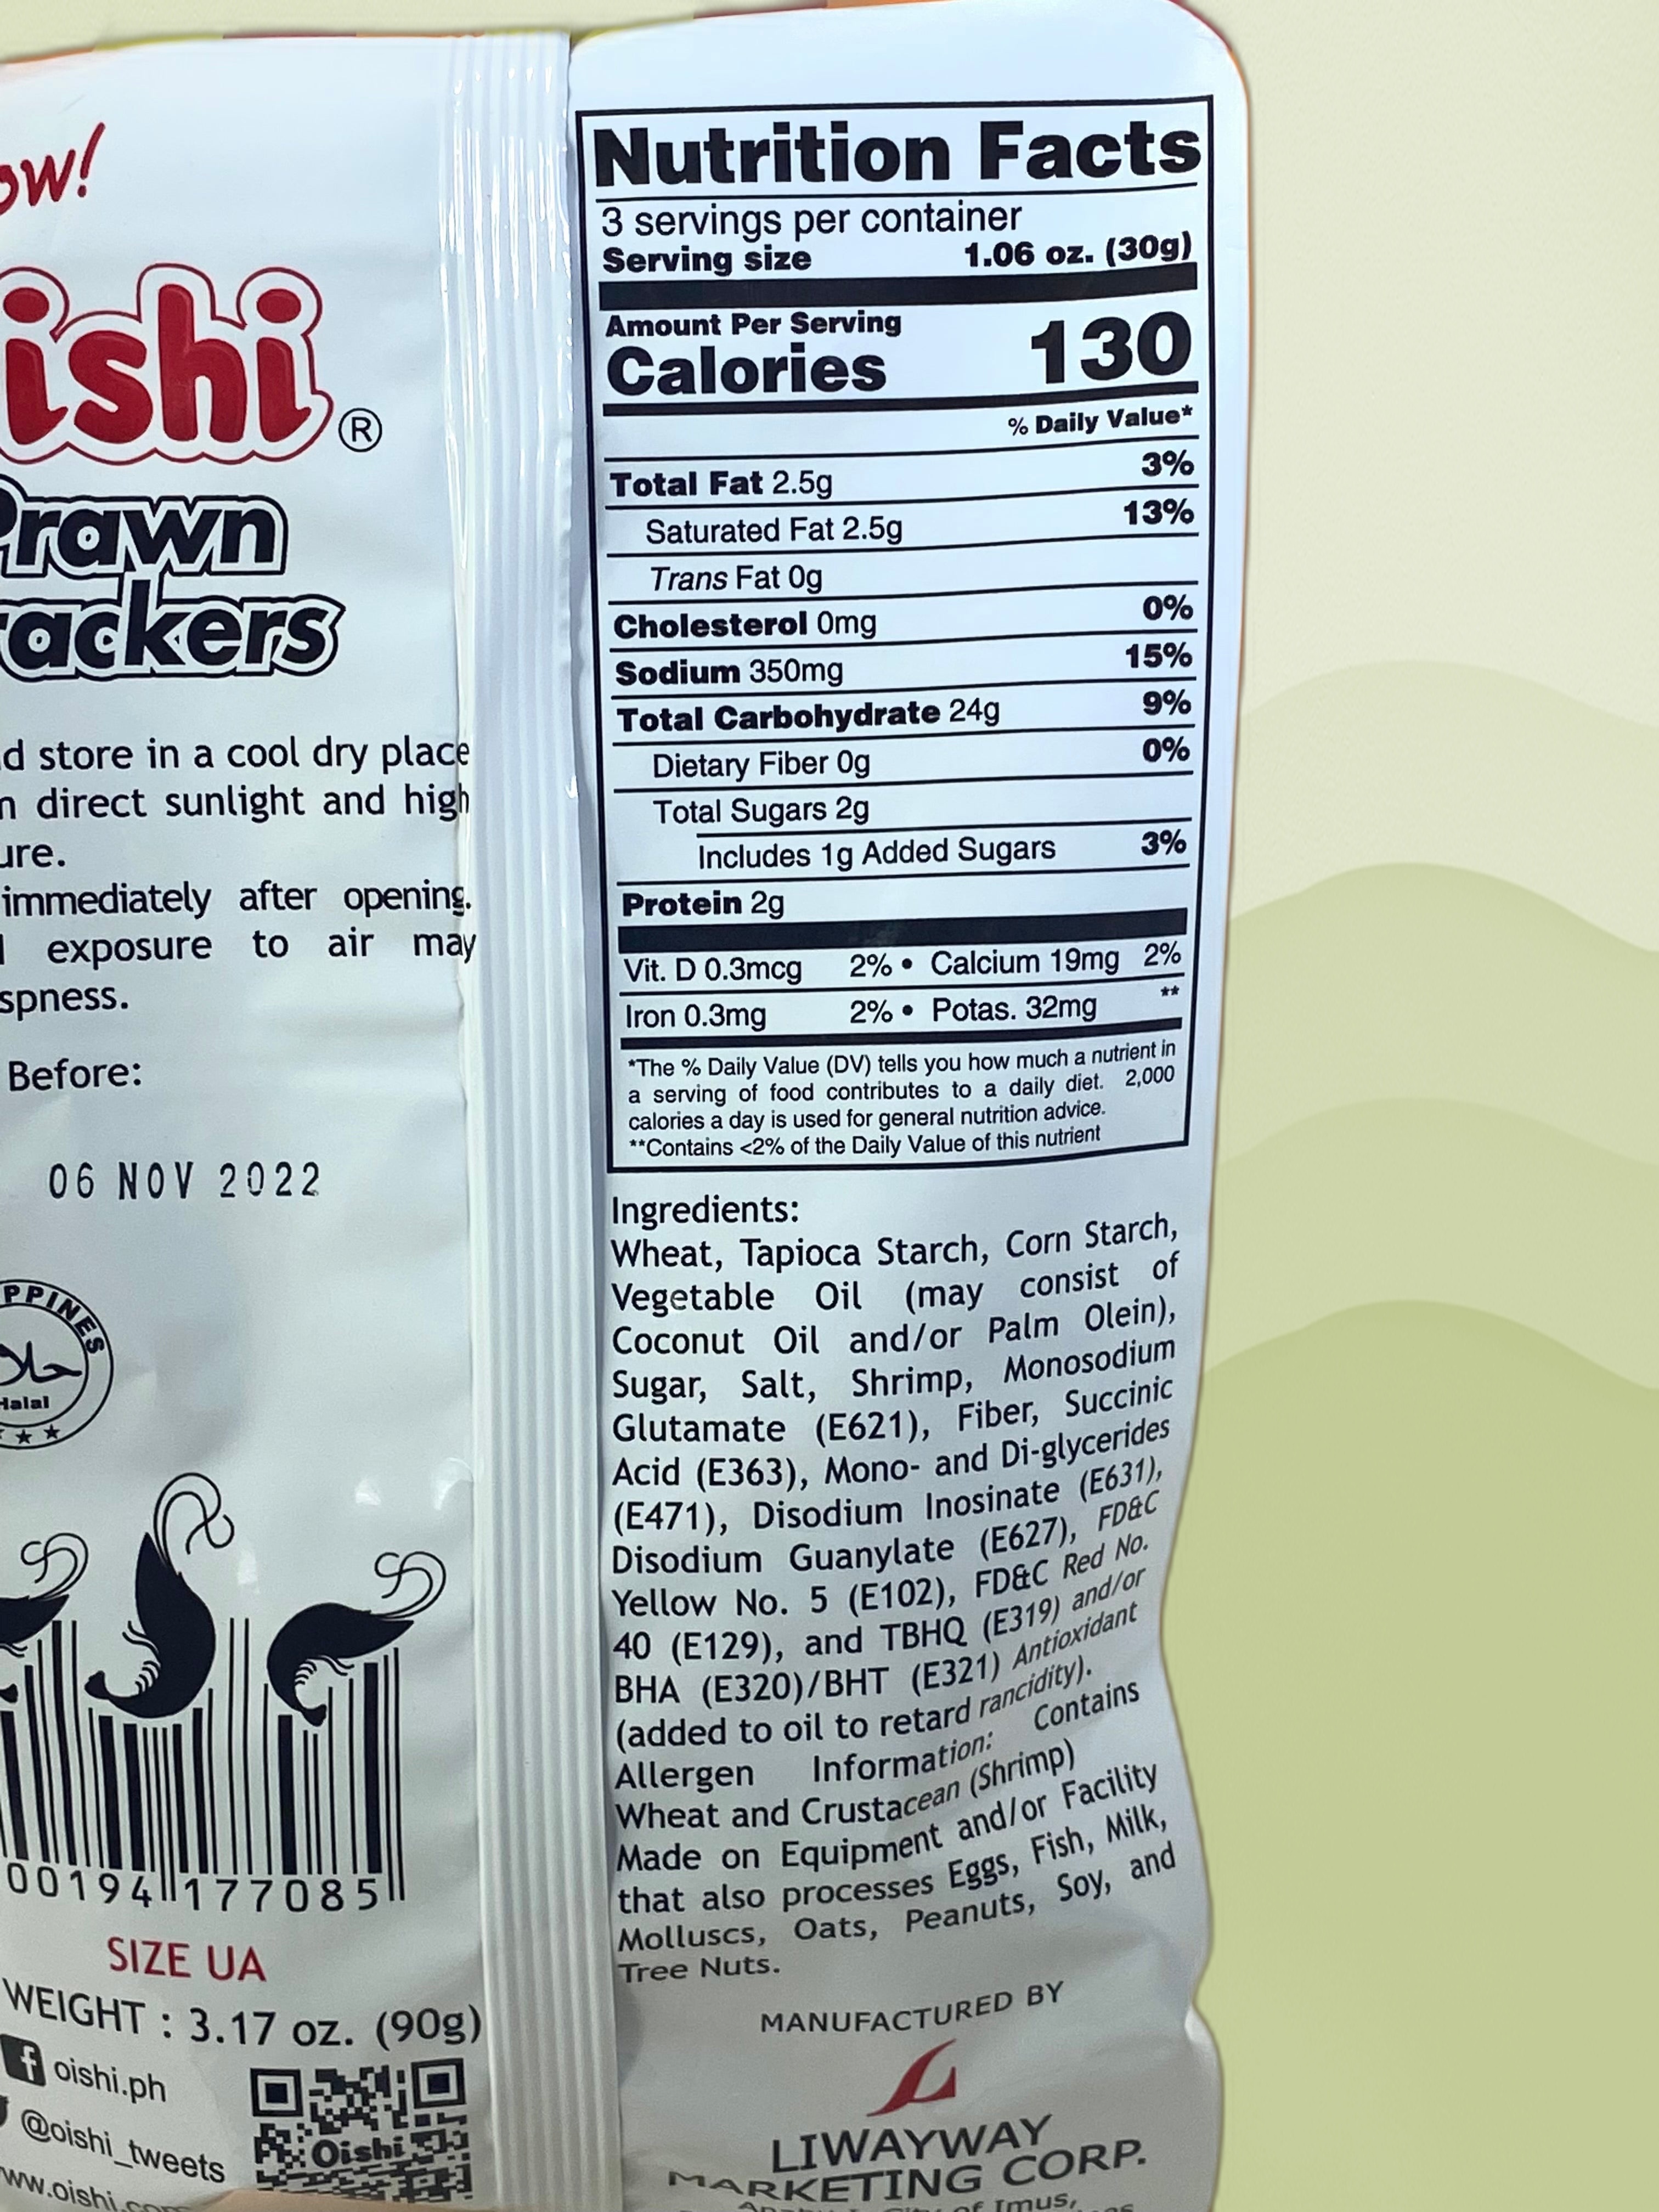 ow!
ishi®
Prawn
rackers
d store in a cool dry place
n direct sunlight and high
ure.
immediately after opening.
exposure to air may
spness.
Before:
06 NOV 2022
PPINES
حلا
Halal
00194 177085
SIZE UA
WEIGHT : 3.17 oz. (90g)
oishi.ph
@oishi_tweets
www.oishi.com
Oishi
Nutrition Facts
3 servings per container
Serving size 1.06 oz. (30g)
Amount Per Serving
Calories 130
% Daily Value*
Total Fat 2.5g 3%
Saturated Fat 2.5g 13%
Trans Fat 0g
Cholesterol 0mg 0%
Sodium 350mg 15%
Total Carbohydrate 24g 9%
Dietary Fiber 0g 0%
Total Sugars 2g
Includes 1g Added Sugars 3%
Protein 2g
Vit. D 0.3mcg 2% • Calcium 19mg 2%
Iron 0.3mg 2% • Potas. 32mg **
*The % Daily Value (DV) tells you how much a nutrient in
a serving of food contributes to a daily diet. 2,000
calories a day is used for general nutrition advice.
**Contains <2% of the Daily Value of this nutrient
Ingredients:
Wheat, Tapioca Starch, Corn Starch,
Vegetable Oil (may consist of
Coconut Oil and/or Palm Olein),
Sugar, Salt, Shrimp, Monosodium
Glutamate (E621), Fiber, Succinic
Acid (E363), Mono- and Di-glycerides
(E471), Disodium Inosinate (E631),
Disodium Guanylate (E627), FD&C
Yellow No. 5 (E102), FD&C Red No.
40 (E129), and TBHQ (E319) and/or
BHA (E320)/BHT (E321) Antioxidant
(added to oil to retard rancidity).
Allergen Information: Contains
Wheat and Crustacean (Shrimp)
Made on Equipment and/or Facility
that also processes Eggs, Fish, Milk,
Molluscs, Oats, Peanuts, Soy, and
Tree Nuts.
MANUFACTURED BY
LIWAYWAY
MARKETING CORP.
of Imus,